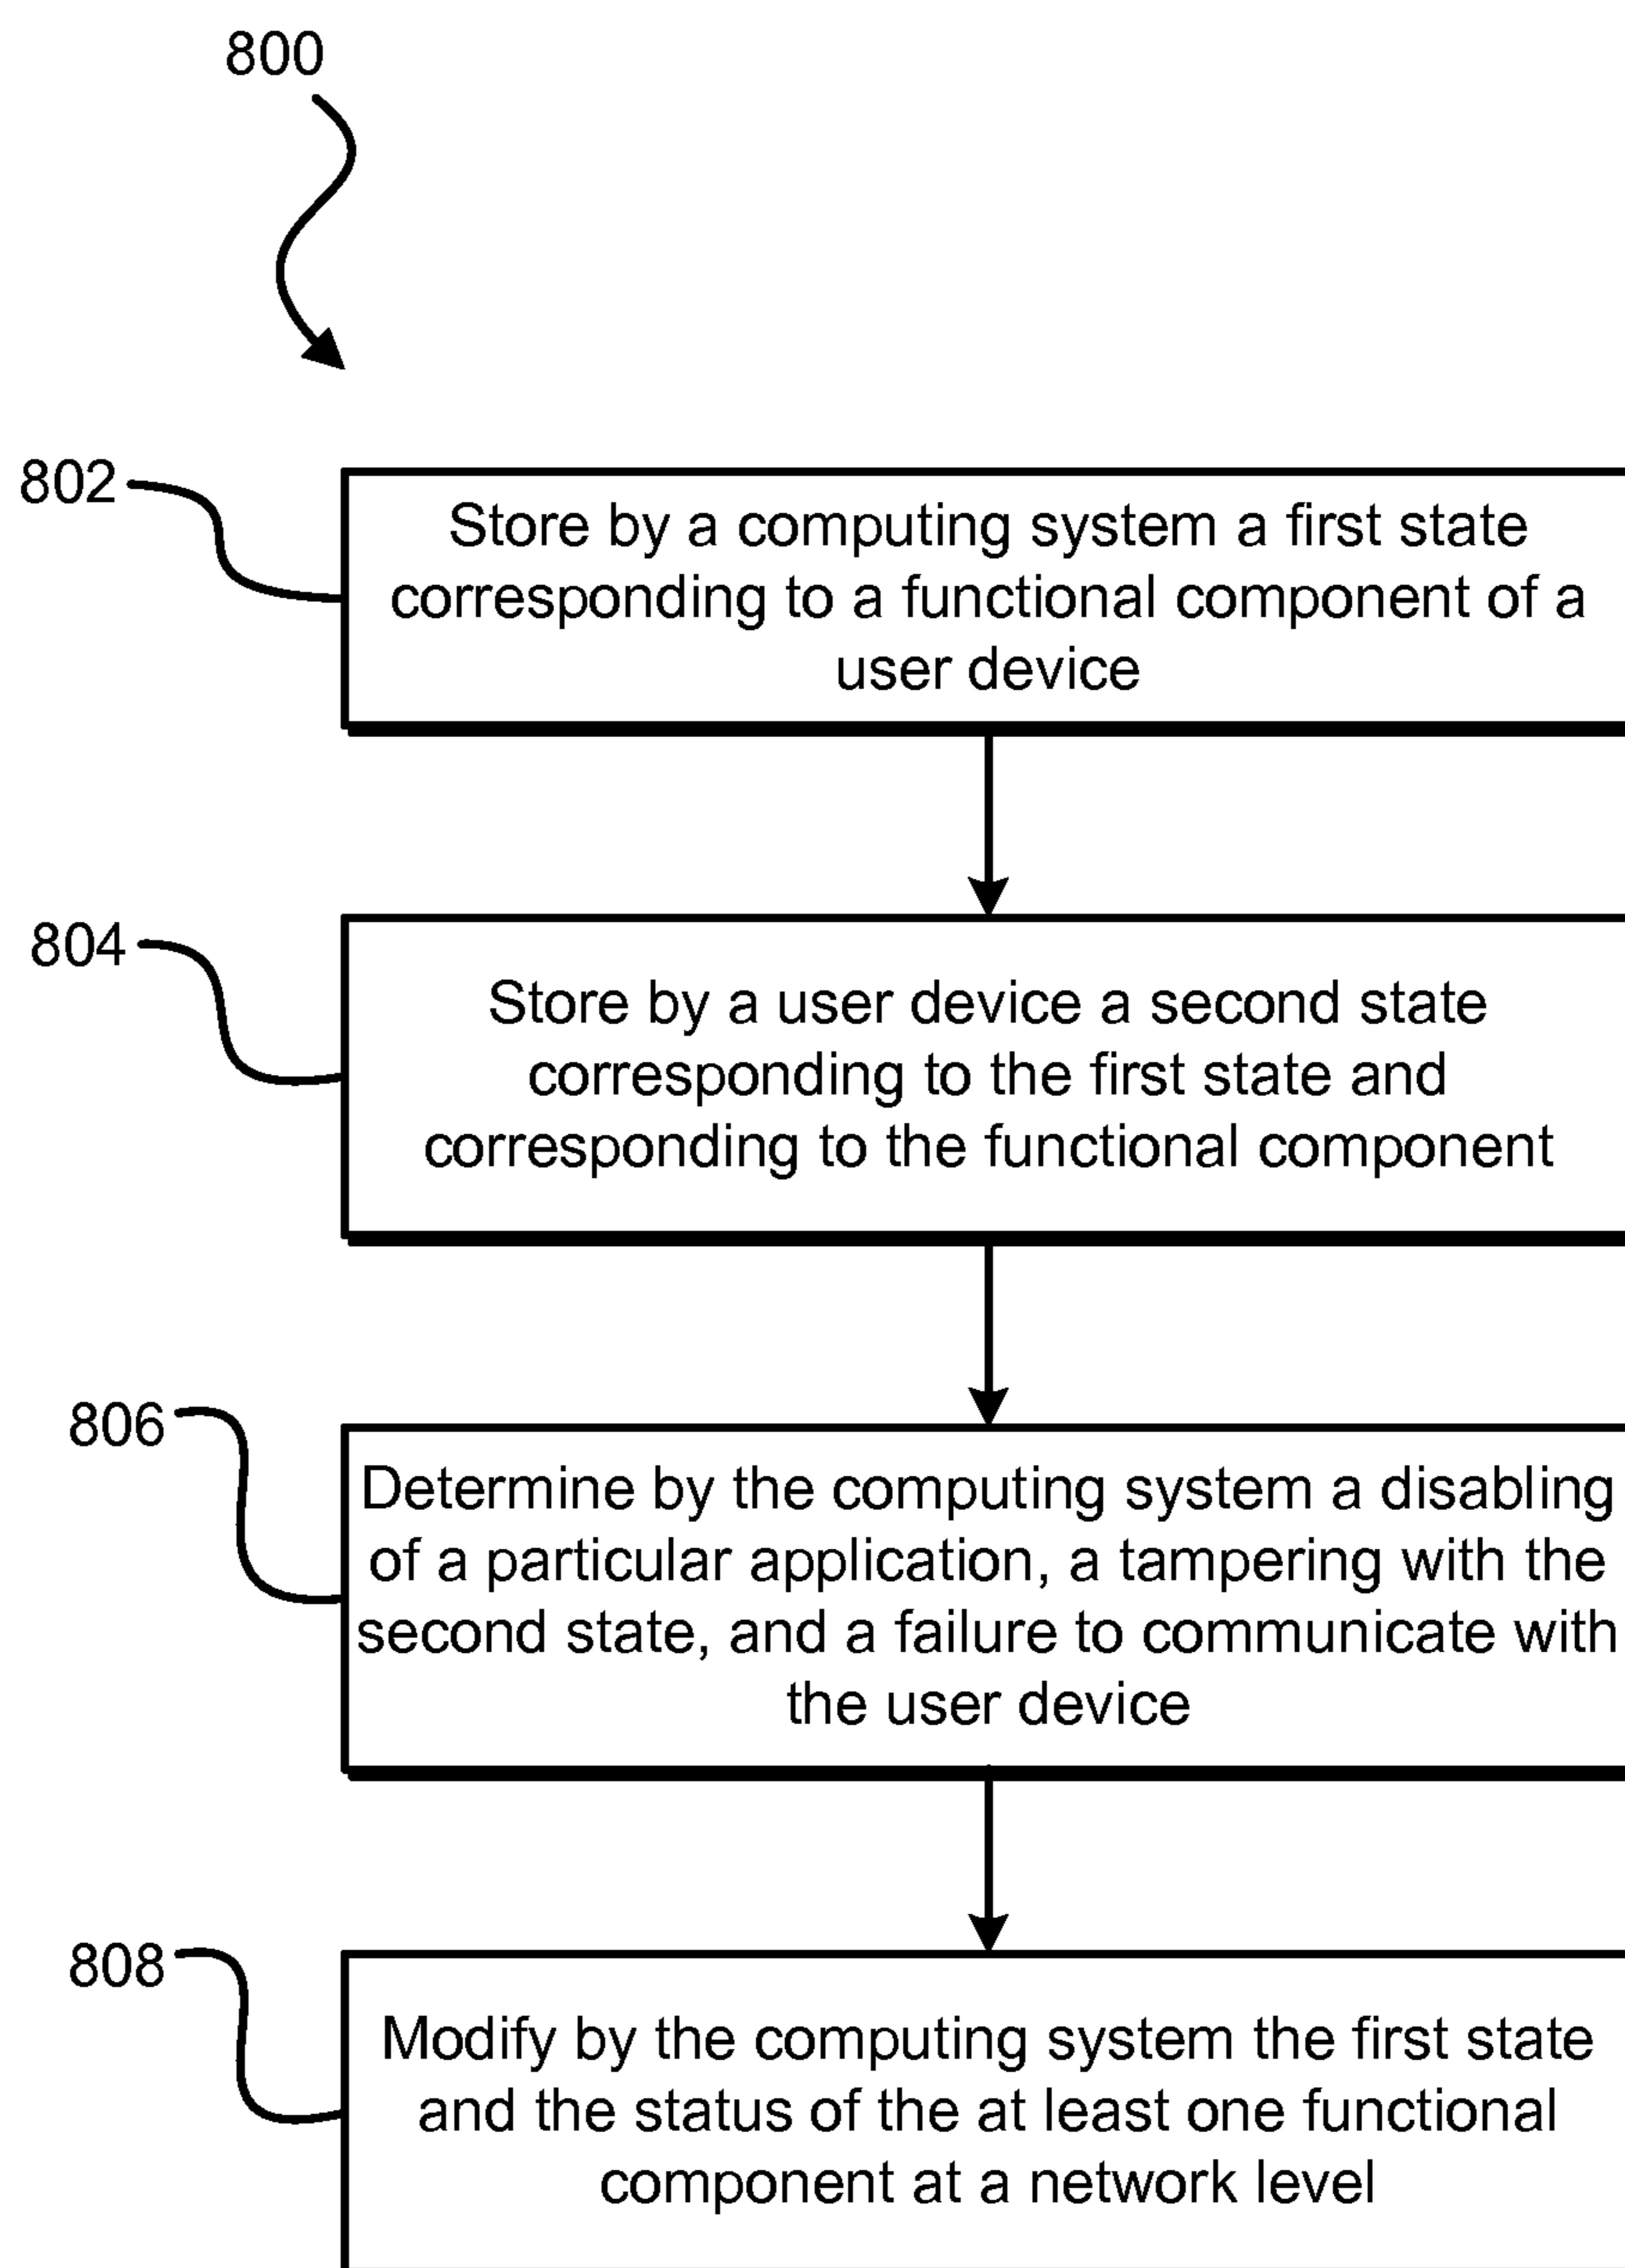 800
802
Store by a computing system a first state
corresponding to a functional component of a
user device
804
Store by a user device a second state
corresponding to the first state and
corresponding to the functional component
806
Determine by the computing system a disabling
of a particular application, a tampering with the
second state, and a failure to communicate with
the user device
808
Modify by the computing system the first state
and the status of the at least one functional
component at a network level